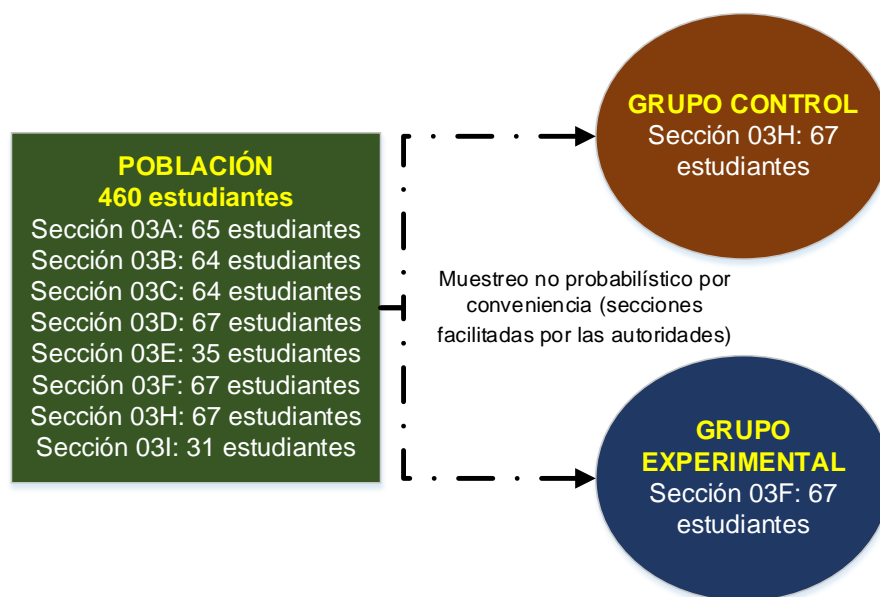 POBLACIÓN
460 estudiantes
Sección 03A: 65 estudiantes
Sección 03B: 64 estudiantes
Sección 03C: 64 estudiantes
Sección 03D: 67 estudiantes
Sección 03E: 35 estudiantes
Sección 03F: 67 estudiantes
Sección 03H: 67 estudiantes
Sección 03I: 31 estudiantes
Muestreo no probabilístico por
conveniencia (secciones
facilitadas por las autoridades)
GRUPO CONTROL
Sección 03H: 67
estudiantes
GRUPO
EXPERIMENTAL
Sección 03F: 67
estudiantes